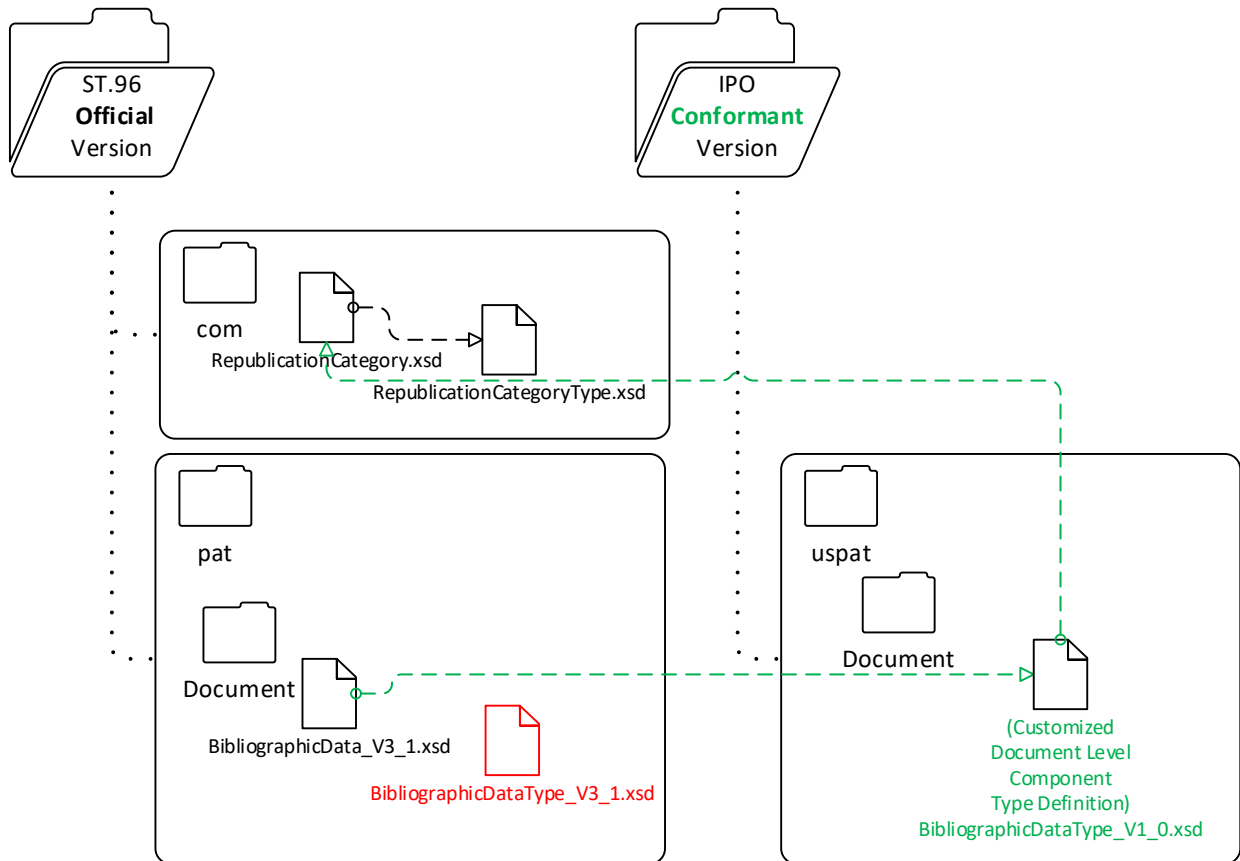 ST.96
Official
Version
IPO
Conformant
Version
com
RepublicationCategory.xsd
RepublicationCategoryType.xsd
pat
Document
BibliographicData_V3_1.xsd
BibliographicDataType_V3_1.xsd
uspat
Document
(Customized
Document Level
Component
Type Definition)
BibliographicDataType_V1_0.xsd